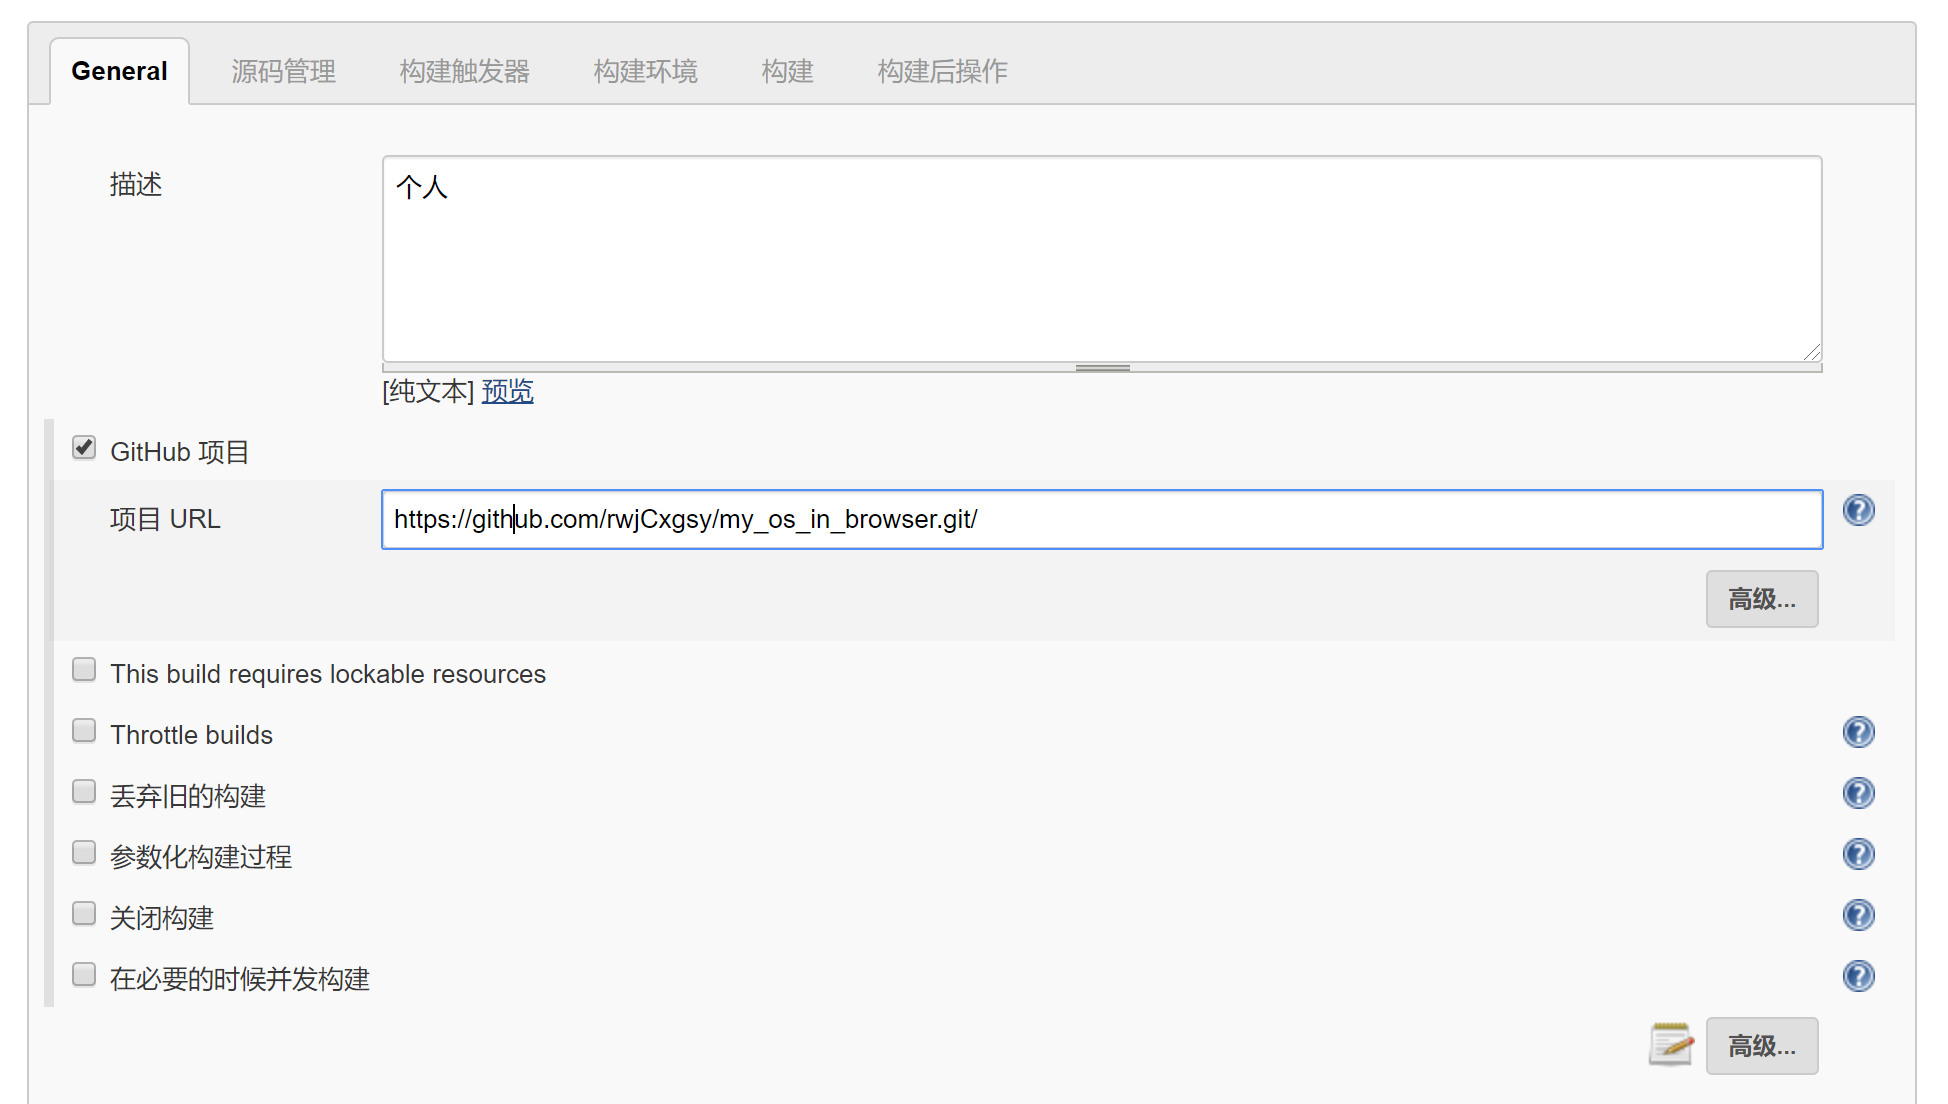 General 源码管理 构建触发器 构建环境 构建 构建后操作
描述 个人
[纯文本] 预览
GitHub 项目
项目 URL https://github.com/rwjCxgsy/my_os_in_browser.git/
高级...
This build requires lockable resources
Throttle builds
丢弃旧的构建
参数化构建过程
关闭构建
在必要的时候并发构建
高级...